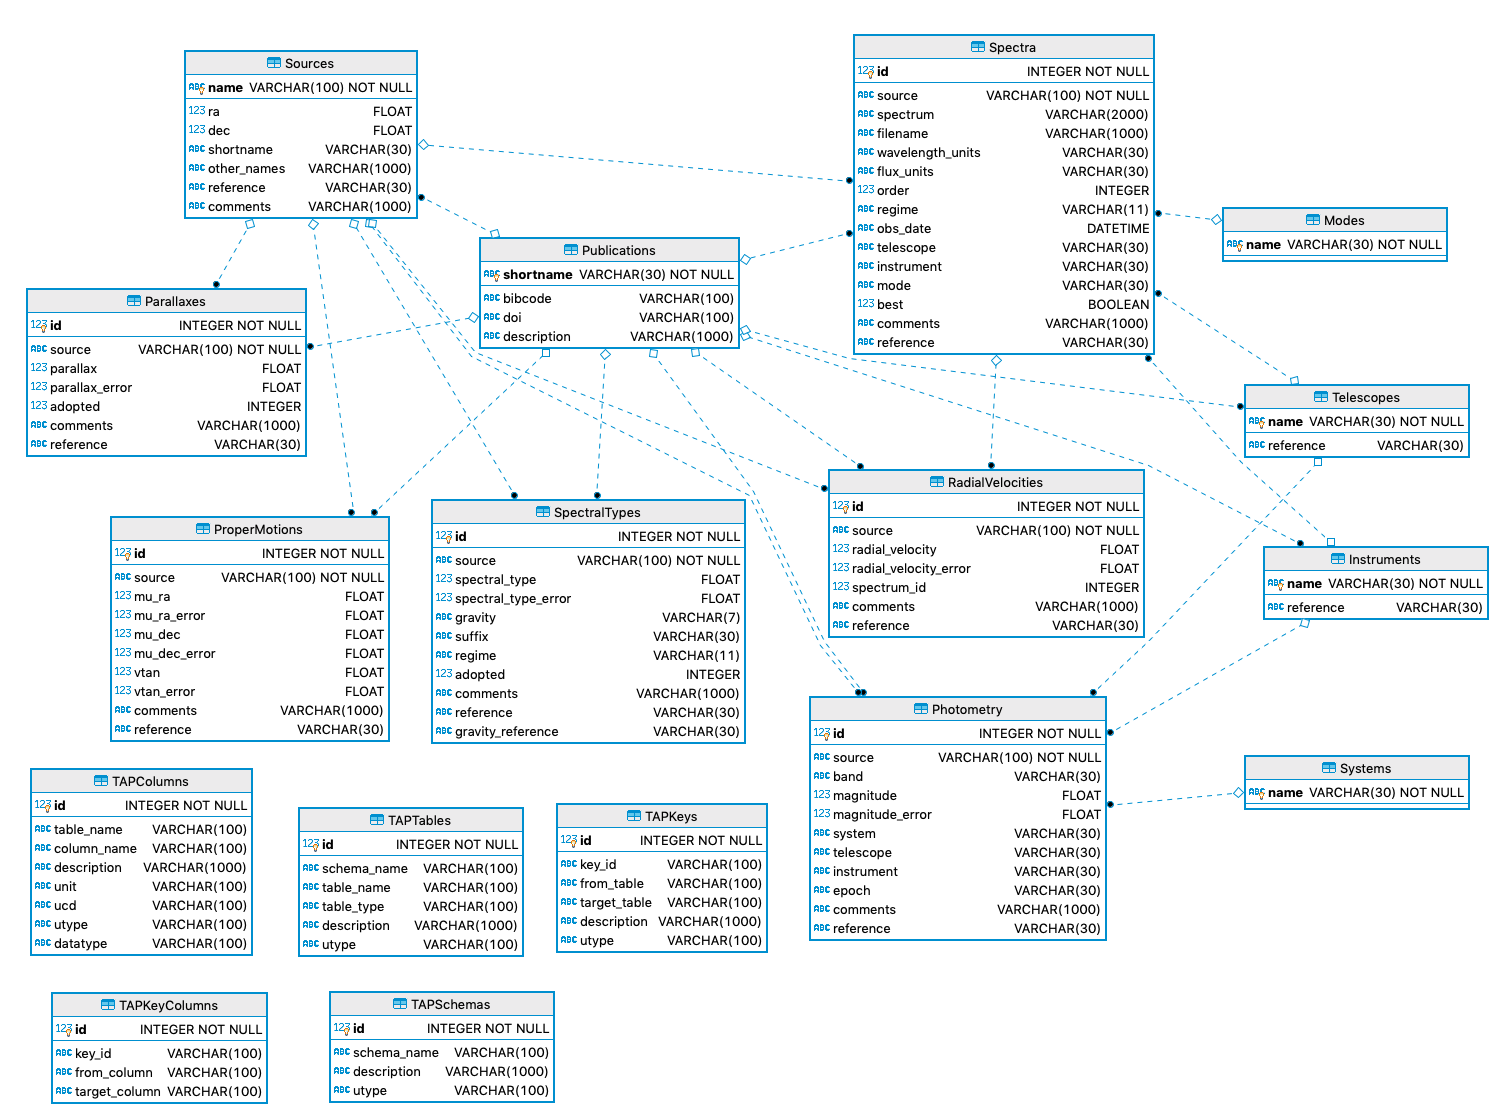 Sources
name VARCHAR(100) NOT NULL
ra FLOAT
dec FLOAT
shortname VARCHAR(30)
other_names VARCHAR(1000)
reference VARCHAR(30)
comments VARCHAR(1000)
Spectra
id INTEGER NOT NULL
source VARCHAR(100) NOT NULL
spectrum VARCHAR(2000)
filename VARCHAR(1000)
wavelength_units VARCHAR(30)
flux_units VARCHAR(30)
order INTEGER
regime VARCHAR(11)
obs_date DATETIME
telescope VARCHAR(30)
instrument VARCHAR(30)
mode VARCHAR(30)
best BOOLEAN
comments VARCHAR(1000)
reference VARCHAR(30)
Modes
name VARCHAR(30) NOT NULL
Publications
shortname VARCHAR(30) NOT NULL
bibcode VARCHAR(100)
doi VARCHAR(100)
description VARCHAR(1000)
Parallaxes
id INTEGER NOT NULL
source VARCHAR(100) NOT NULL
parallax FLOAT
parallax_error FLOAT
adopted INTEGER
comments VARCHAR(1000)
reference VARCHAR(30)
Telescopes
name VARCHAR(30) NOT NULL
reference VARCHAR(30)
ProperMotions
id INTEGER NOT NULL
source VARCHAR(100) NOT NULL
mu_ra FLOAT
mu_ra_error FLOAT
mu_dec FLOAT
mu_dec_error FLOAT
vtan FLOAT
vtan_error FLOAT
comments VARCHAR(1000)
reference VARCHAR(30)
SpectralTypes
id INTEGER NOT NULL
source VARCHAR(100) NOT NULL
spectral_type FLOAT
spectral_type_error FLOAT
gravity VARCHAR(7)
suffix VARCHAR(30)
regime VARCHAR(11)
adopted INTEGER
comments VARCHAR(1000)
reference VARCHAR(30)
gravity_reference VARCHAR(30)
RadialVelocities
id INTEGER NOT NULL
source VARCHAR(100) NOT NULL
radial_velocity FLOAT
radial_velocity_error FLOAT
spectrum_id INTEGER
comments VARCHAR(1000)
reference VARCHAR(30)
Instruments
name VARCHAR(30) NOT NULL
reference VARCHAR(30)
Photometry
id INTEGER NOT NULL
source VARCHAR(100) NOT NULL
band VARCHAR(30)
magnitude FLOAT
magnitude_error FLOAT
system VARCHAR(30)
telescope VARCHAR(30)
instrument VARCHAR(30)
epoch VARCHAR(30)
comments VARCHAR(1000)
reference VARCHAR(30)
Systems
name VARCHAR(30) NOT NULL
TAPColumns
id INTEGER NOT NULL
table_name VARCHAR(100)
column_name VARCHAR(100)
description VARCHAR(1000)
unit VARCHAR(100)
ucd VARCHAR(100)
utype VARCHAR(100)
datatype VARCHAR(100)
TAPTables
id INTEGER NOT NULL
schema_name VARCHAR(100)
table_name VARCHAR(100)
table_type VARCHAR(100)
description VARCHAR(1000)
utype VARCHAR(100)
TAPKeys
id INTEGER NOT NULL
key_id VARCHAR(100)
from_table VARCHAR(100)
target_table VARCHAR(100)
description VARCHAR(1000)
utype VARCHAR(100)
TAPKeyColumns
id INTEGER NOT NULL
key_id VARCHAR(100)
from_column VARCHAR(100)
target_column VARCHAR(100)
TAPSchemas
id INTEGER NOT NULL
schema_name VARCHAR(100)
description VARCHAR(1000)
utype VARCHAR(100)